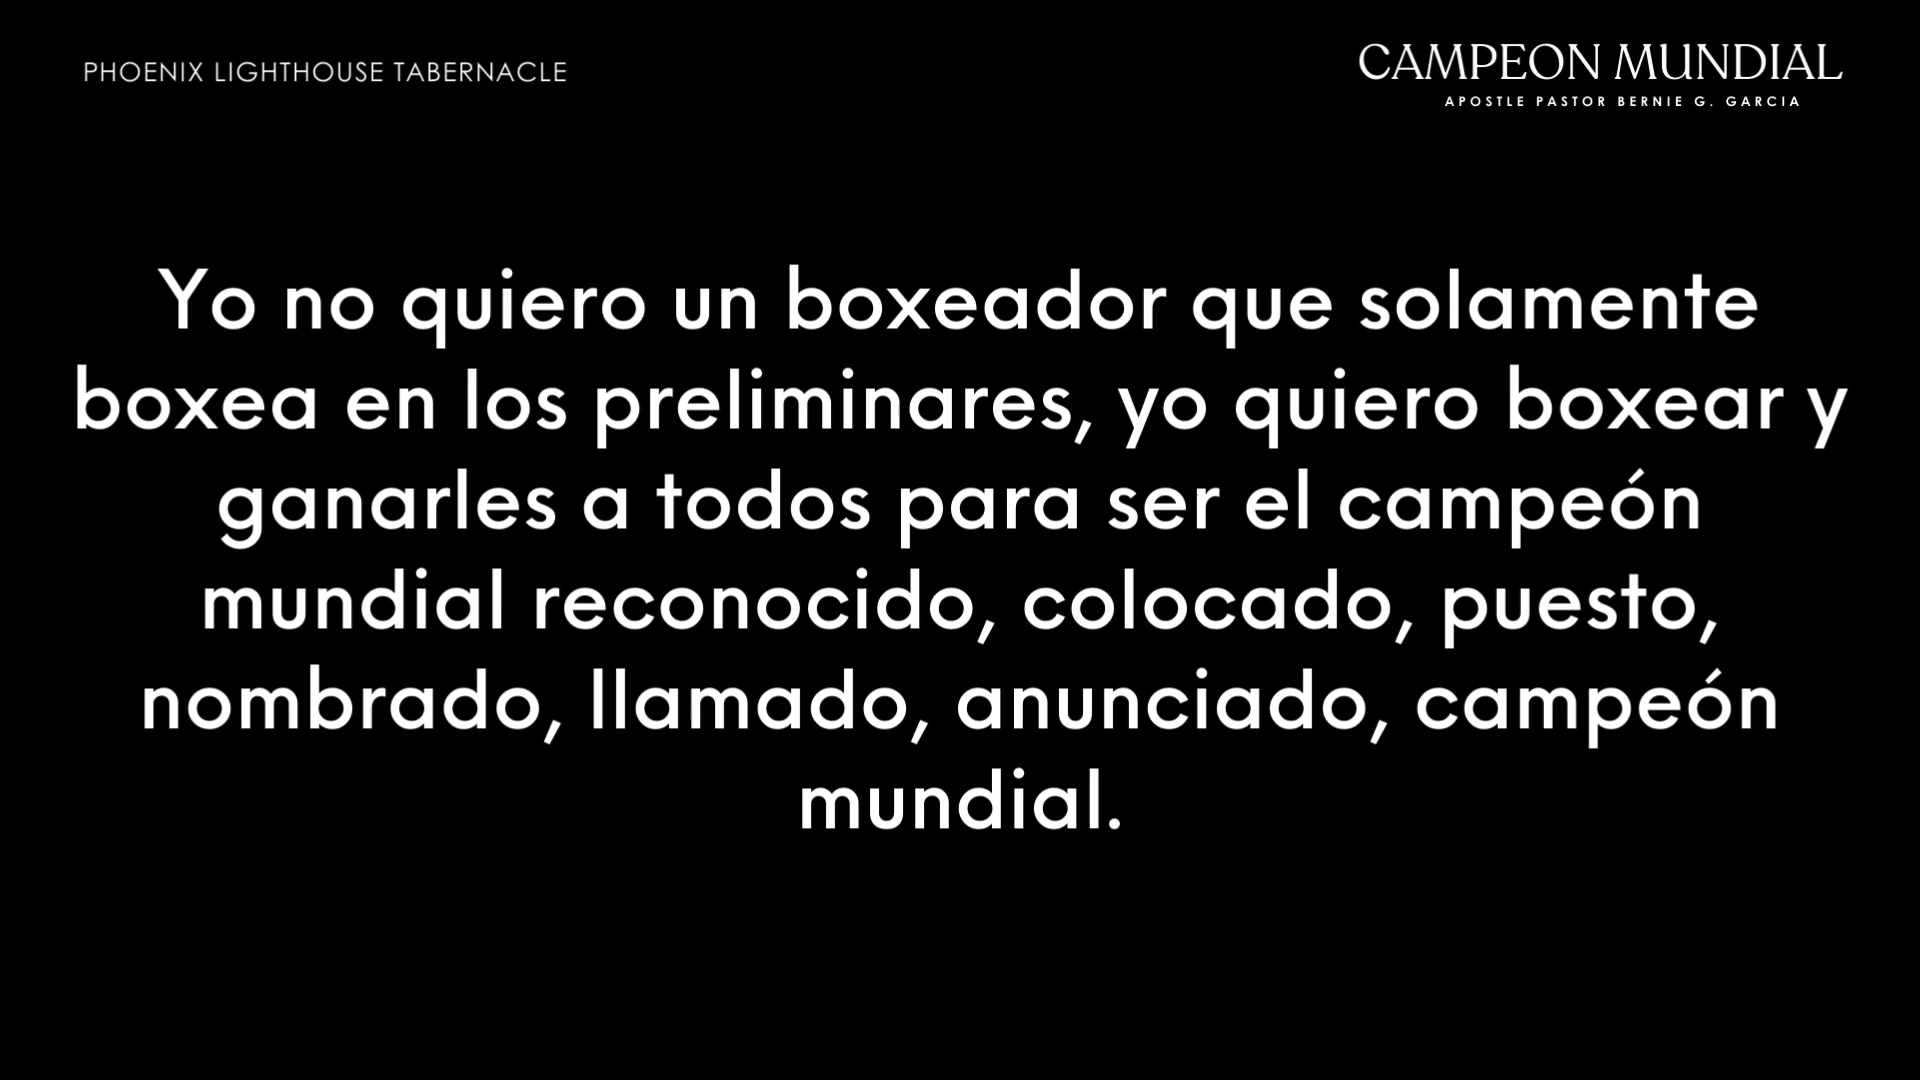 PHOENIX LIGHTHOUSE TABERNACLE
CAMPEON MUNDIAL
APOSTLE PASTOR BERNIE G. GARCIA
Yo no quiero un boxeador que solamente
boxea en los preliminares, yo quiero boxear y
ganarles a todos para ser el campeón
mundial reconocido, colocado, puesto,
nombrado, llamado, anunciado, campeón
mundial.